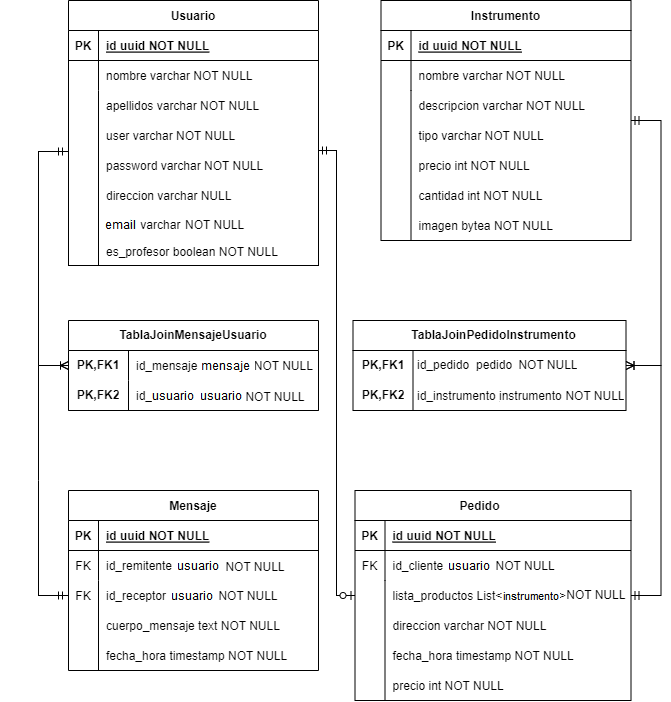 Usuario
PK id uuid NOT NULL
nombre varchar NOT NULL
apellidos varchar NOT NULL
user varchar NOT NULL
password varchar NOT NULL
direccion varchar NULL
email varchar NOT NULL
es_profesor boolean NOT NULL
Instrumento
PK id uuid NOT NULL
nombre varchar NOT NULL
descripcion varchar NOT NULL
tipo varchar NOT NULL
precio int NOT NULL
cantidad int NOT NULL
imagen bytea NOT NULL
TablaJoinMensajeUsuario
PK,FK1 id_mensaje mensaje NOT NULL
PK,FK2 id_usuario usuario NOT NULL
TablaJoinPedidoInstrumento
PK,FK1 id_pedido pedido NOT NULL
PK,FK2 id_instrumento instrumento NOT NULL
Mensaje
PK id uuid NOT NULL
FK id_remitente usuario NOT NULL
FK id_receptor usuario NOT NULL
cuerpo_mensaje text NOT NULL
fecha_hora timestamp NOT NULL
Pedido
PK id uuid NOT NULL
FK id_cliente usuario NOT NULL
lista_productos List<instrumento> NOT NULL
direccion varchar NOT NULL
fecha_hora timestamp NOT NULL
precio int NOT NULL